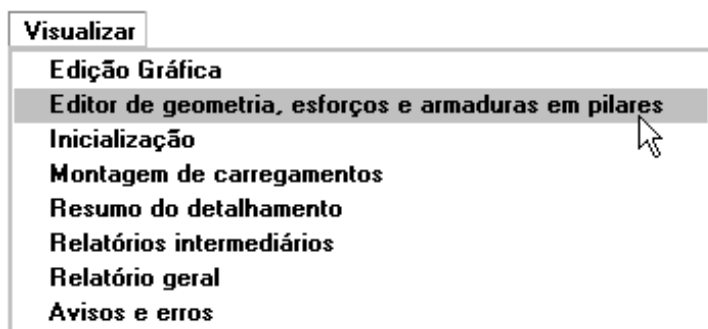 Visualizar
Edição Gráfica
Editor de geometria, esforços e armaduras em pilares
Inicialização
Montagem de carregamentos
Resumo do detalhamento
Relatórios intermediários
Relatório geral
Avisos e erros